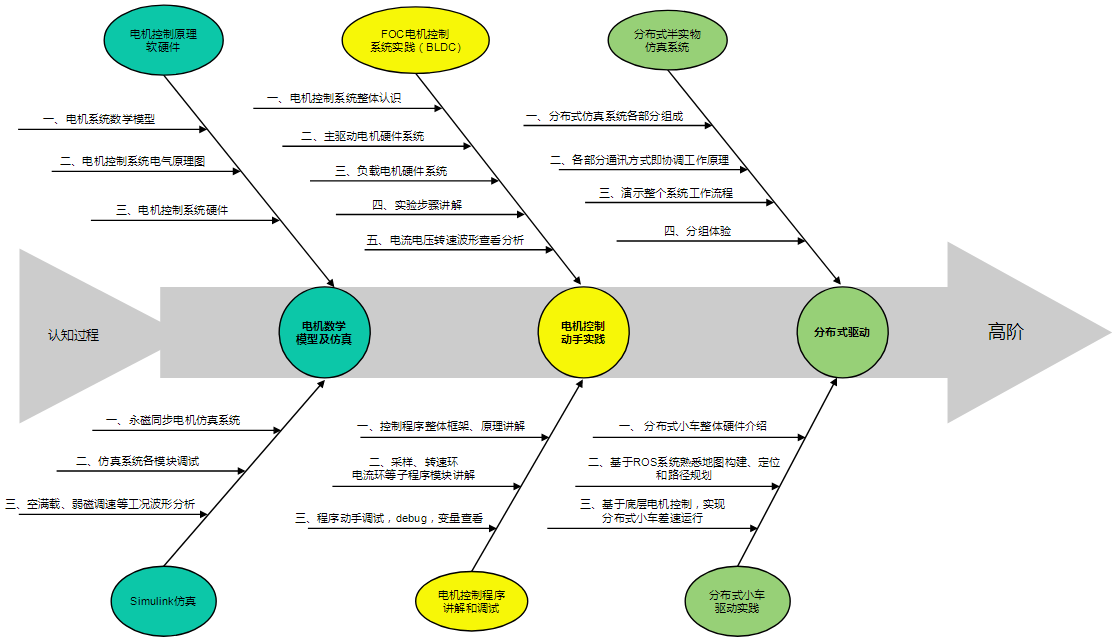 电机控制原理
软硬件
FOC电机控制
系统实践（BLDC）
分布式半实物
仿真系统
一、电机系统数学模型
二、电机控制系统电气原理图
三、电机控制系统硬件
一、电机控制系统整体认识
二、主驱动电机硬件系统
三、负载电机硬件系统
四、实验步骤讲解
五、电流电压转速波形查看分析
一、分布式仿真系统各部分组成
二、各部分通讯方式即协调工作原理
三、演示整个系统工作流程
四、分组体验
认知过程
电机数学
模型及仿真
电机控制
动手实践
分布式驱动
高阶
一、永磁同步电机仿真系统
二、仿真系统各模块调试
三、空满载、弱磁调速等工况波形分析
一、控制程序整体框架、原理讲解
二、采样、转速环
电流环等子程序模块讲解
三、程序动手调试，debug，变量查看
一、 分布式小车整体硬件介绍
二、基于ROS系统熟悉地图构建、定位
和路径规划
三、基于底层电机控制，实现
分布式小车差速运行
Simulink仿真
电机控制程序
讲解和调试
分布式小车
驱动实践